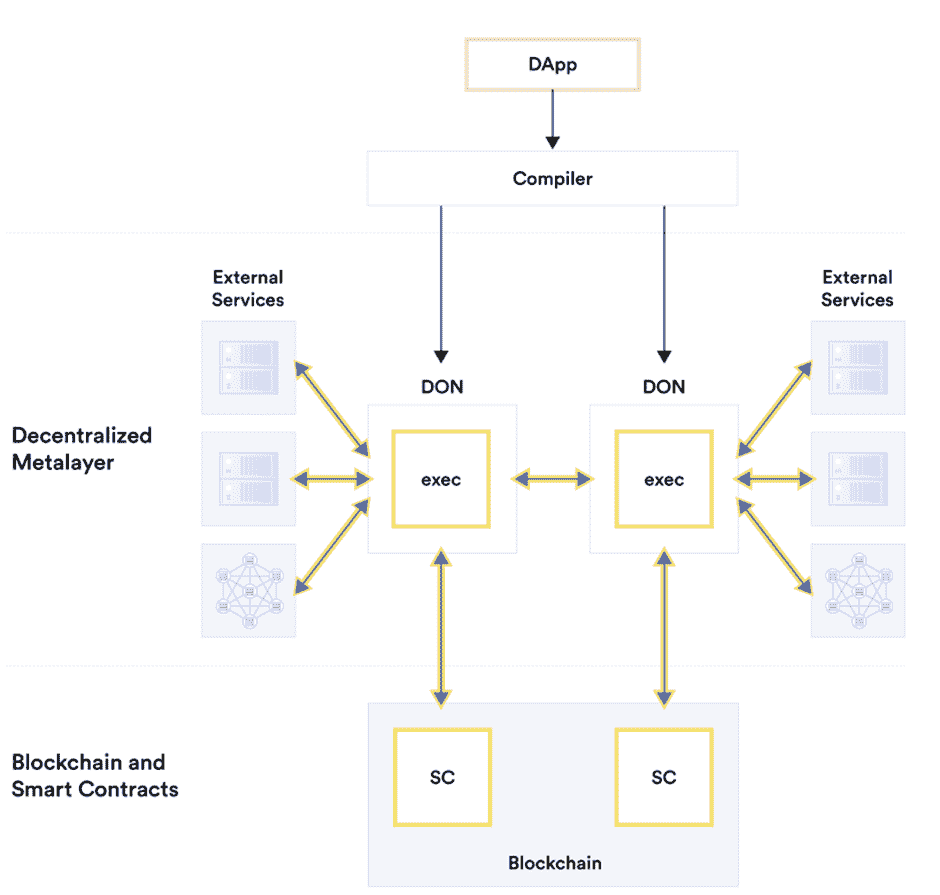 DApp
Compiler
External
Services
External
Services
DON
DON
Decentralized
Metalayer
exec
exec
Blockchain and
Smart Contracts
SC
SC
Blockchain